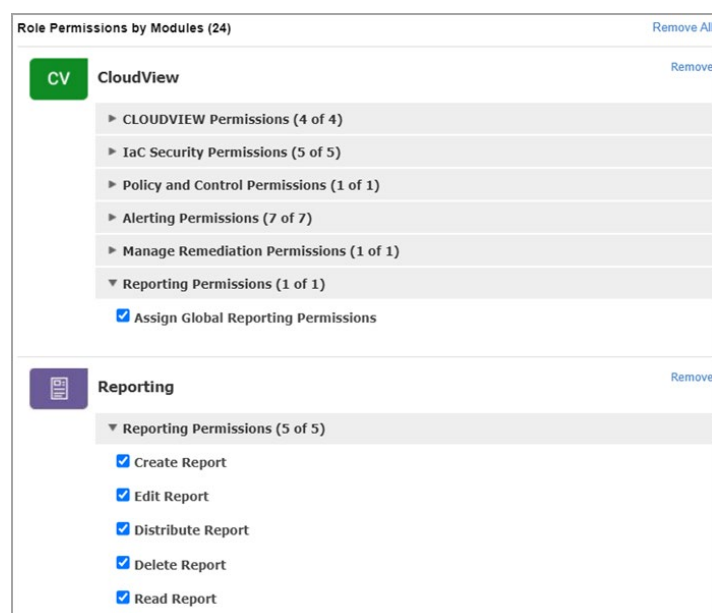 Role Permissions by Modules (24) Remove All
CV CloudView Remove
CLOUDVIEW Permissions (4 of 4)
IaC Security Permissions (5 of 5)
Policy and Control Permissions (1 of 1)
Alerting Permissions (7 of 7)
Manage Remediation Permissions (1 of 1)
Reporting Permissions (1 of 1)
Assign Global Reporting Permissions
Reporting Remove
Reporting Permissions (5 of 5)
Create Report
Edit Report
Distribute Report
Delete Report
Read Report